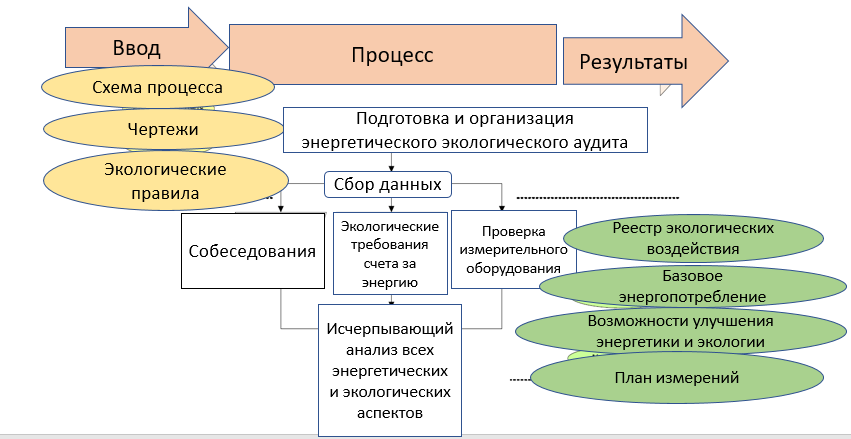 Ввод
Процесс
Результаты
Схема процесса
Чертежи
Экологические
правила
Подготовка и организация
энергетического экологического аудита
Сбор данных
Собеседования
Экологические
требования
счета за
энергию
Проверка
измерительного
оборудования
Исчерпывающий
анализ всех
энергетических
и экологических
аспектов
Реестр экологических
воздействия
Базовое
энергопотребление
Возможности улучшения
энергетики и экологии
План измерений